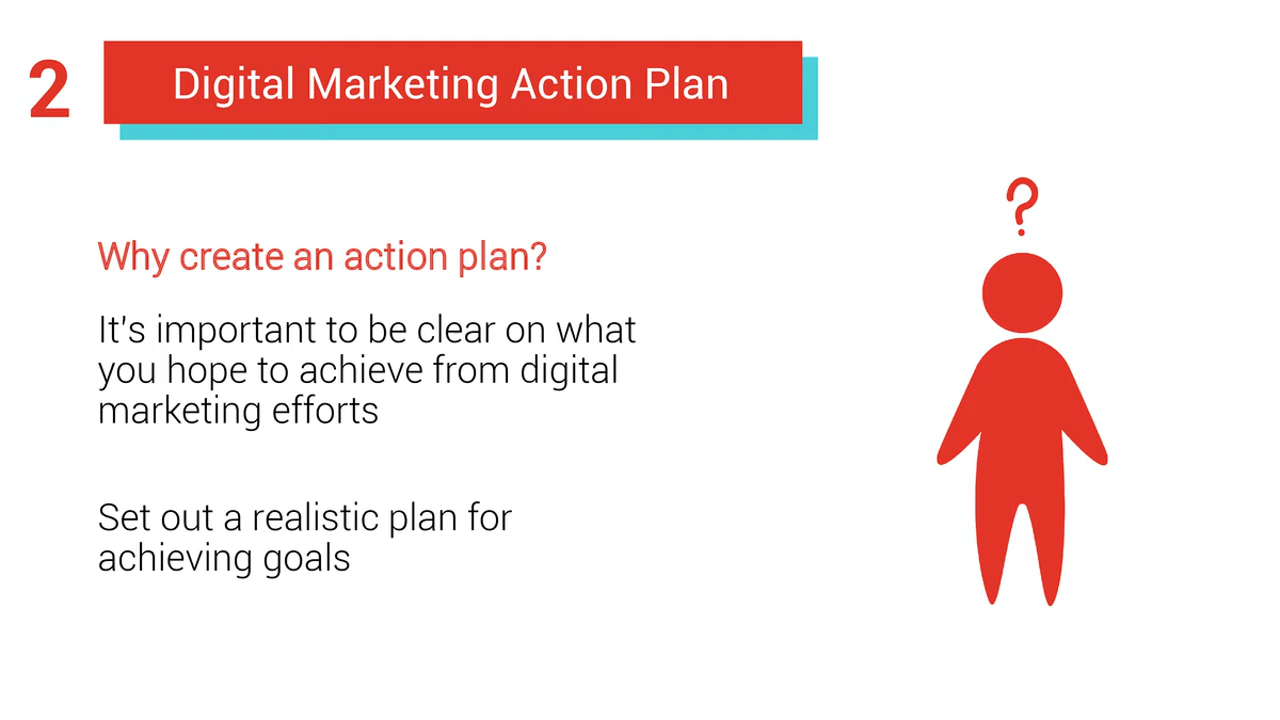 2
Digital Marketing Action Plan
?
Why create an action plan?
It's important to be clear on what
you hope to achieve from digital
marketing efforts
Set out a realistic plan for
achieving goals